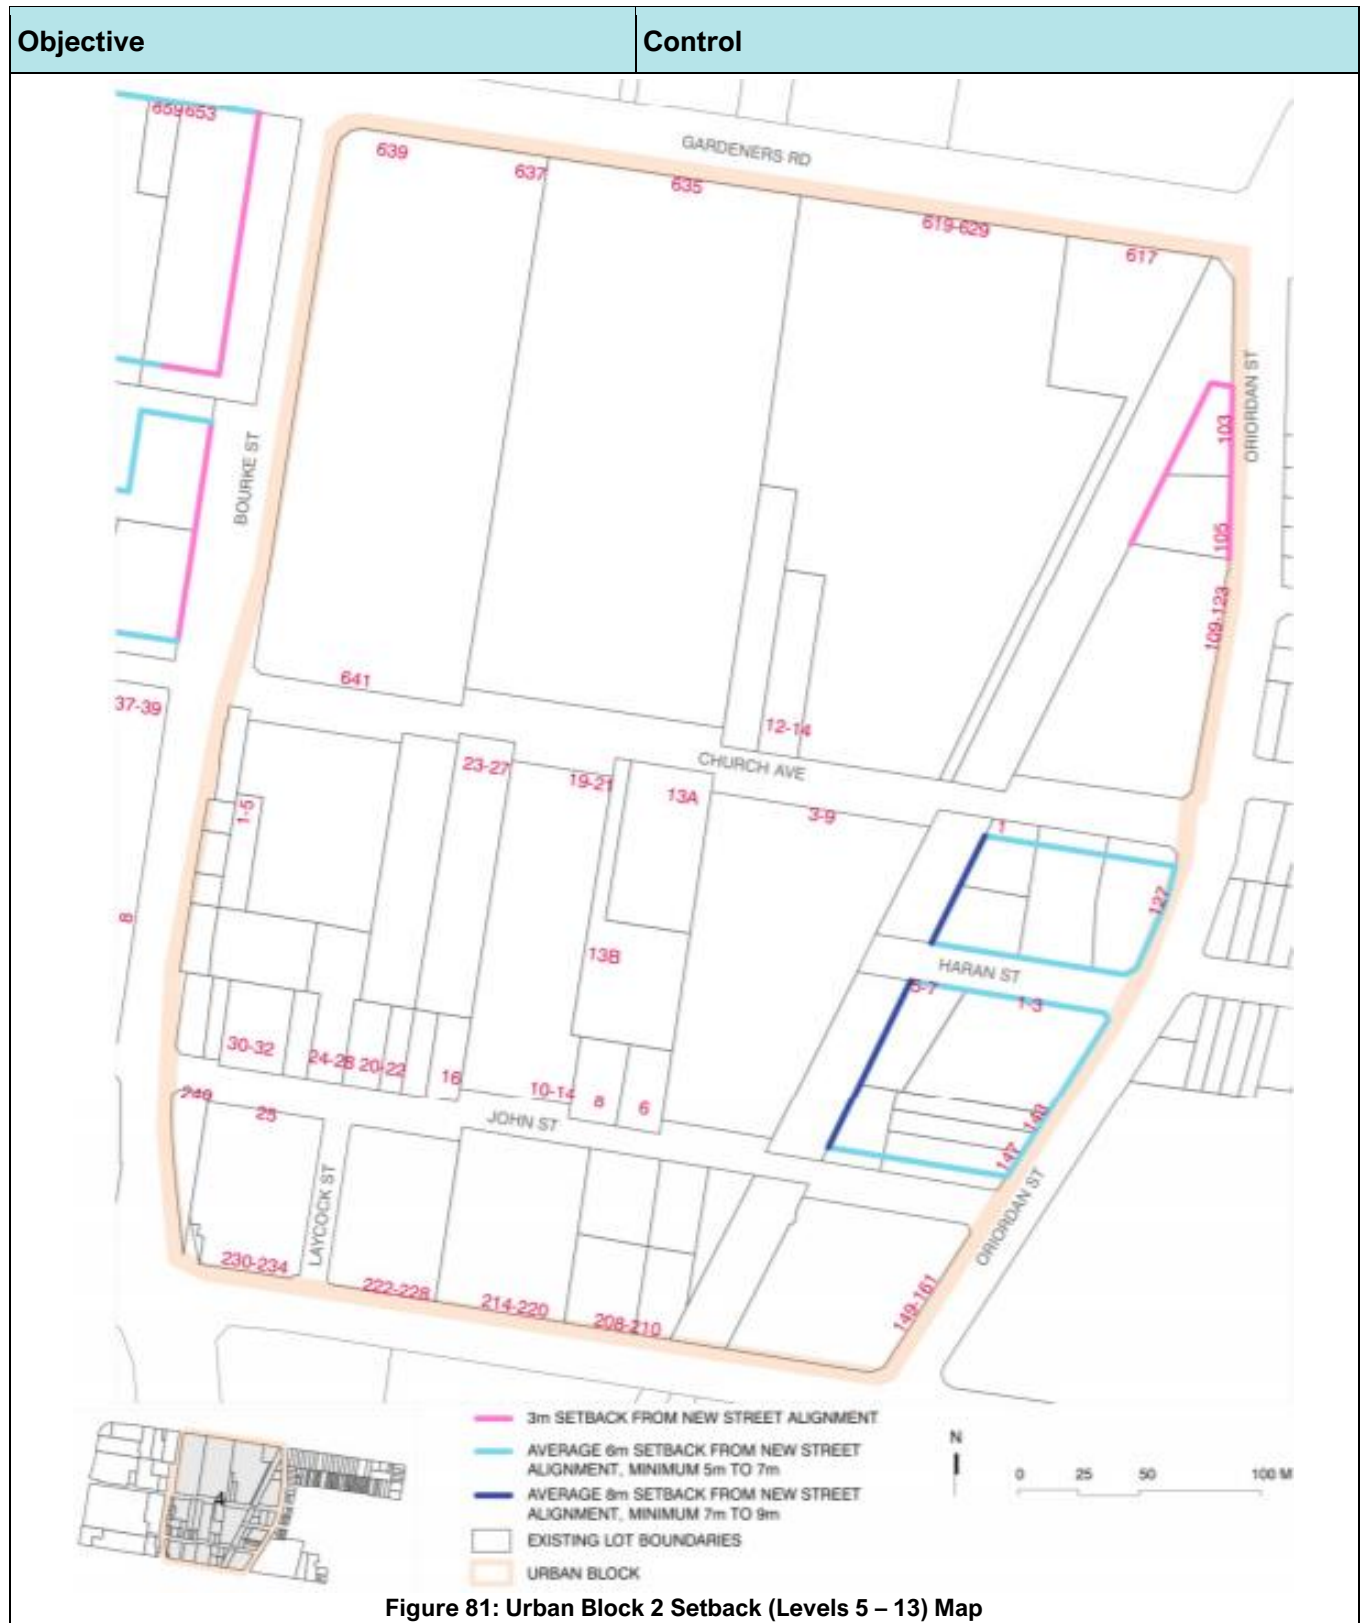 Objective
Control
659 653
GARDENERS RD
639
637
635
619-629
617
ORIORDAN ST
103
105
109-123
BOURKE ST
641
37-39
12-14
CHURCH AVE
23-27
19-21
13A
3-9
1-5
1
127
8
13B
HARAN ST
5-7
1-3
30-32
24-28
20-22
16
10-14
8
6
143
147
240
25
JOHN ST
LAYCOCK ST
ORIORDAN ST
230-234
222-228
214-220
208-210
149-161
4
3m SETBACK FROM NEW STREET ALIGNMENT
AVERAGE 6m SETBACK FROM NEW STREET
ALIGNMENT, MINIMUM 5m TO 7m
AVERAGE 8m SETBACK FROM NEW STREET
ALIGNMENT, MINIMUM 7m TO 9m
EXISTING LOT BOUNDARIES
URBAN BLOCK
N
0 25 50 100 M
Figure 81: Urban Block 2 Setback (Levels 5 – 13) Map